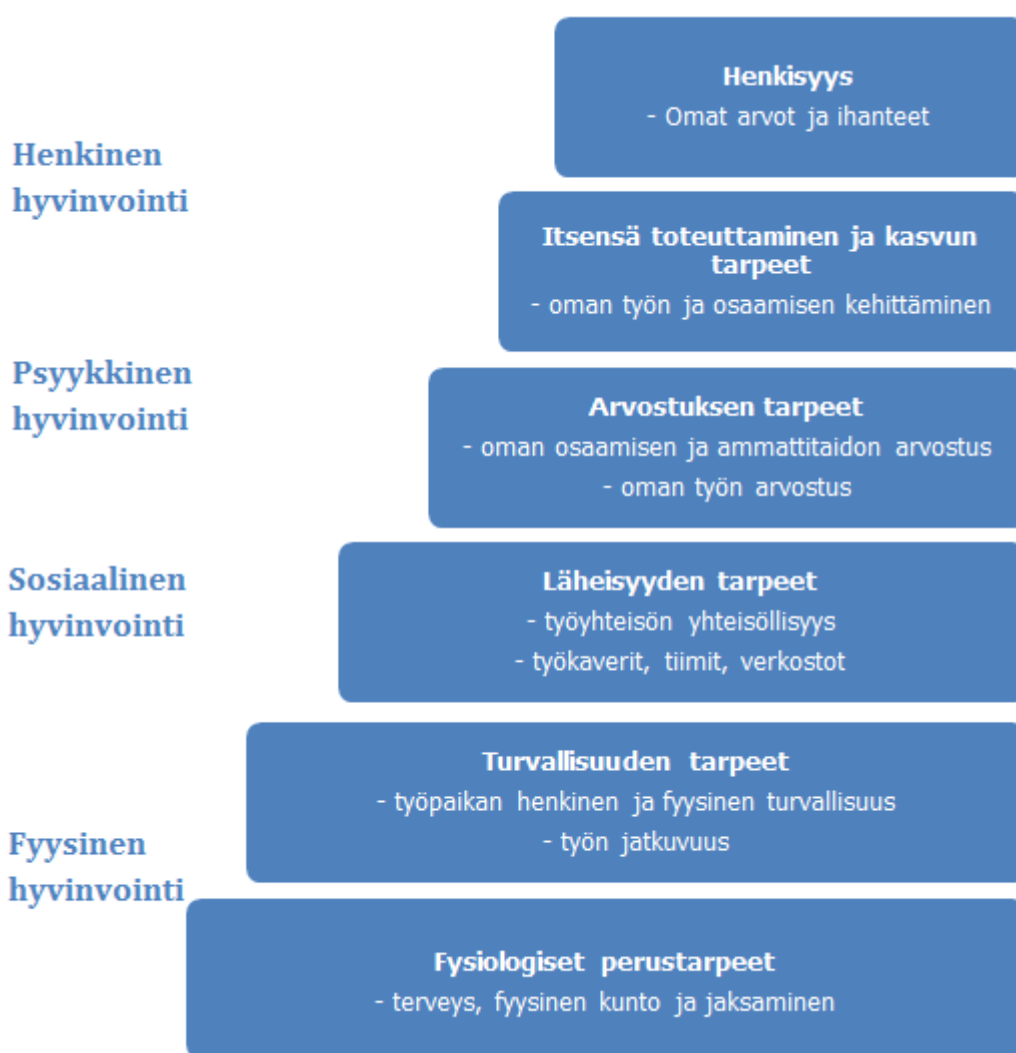 Henkisyys
- Omat arvot ja ihanteet
Henkinen
hyvinvointi
Itsensä toteuttaminen ja kasvun
tarpeet
- oman työn ja osaamisen kehittäminen
Psyykkinen
hyvinvointi
Arvostuksen tarpeet
- oman osaamisen ja ammattitaidon arvostus
- oman työn arvostus
Sosiaalinen
hyvinvointi
Läheisyyden tarpeet
- työyhteisön yhteisöllisyys
- työkaverit, tiimit, verkostot
Turvallisuuden tarpeet
- työpaikan henkinen ja fyysinen turvallisuus
- työn jatkuvuus
Fyysinen
hyvinvointi
Fysiologiset perustarpeet
- terveys, fyysinen kunto ja jaksaminen